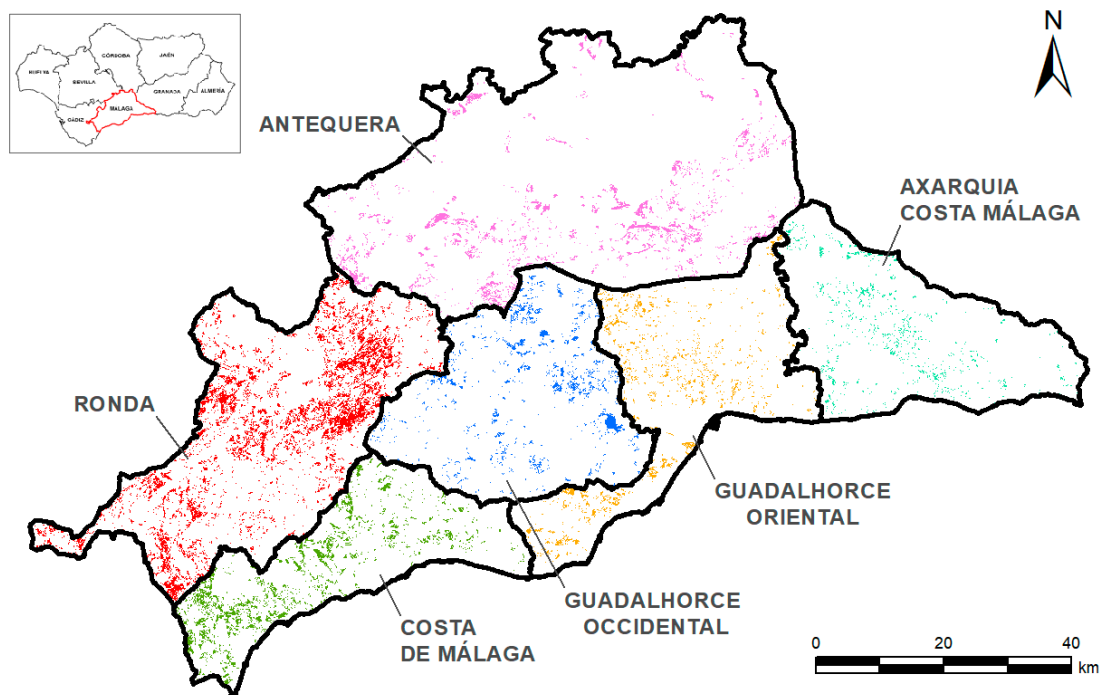 CÓRDOBA
JAÉN
HUELVA
SEVILLA
GRANADA
ALMERÍA
MÁLAGA
CÁDIZ
N
ANTEQUERA
AXARQUIA
COSTA MÁLAGA
RONDA
GUADALHORCE
ORIENTAL
GUADALHORCE
OCCIDENTAL
COSTA
DE MÁLAGA
0 20 40
km